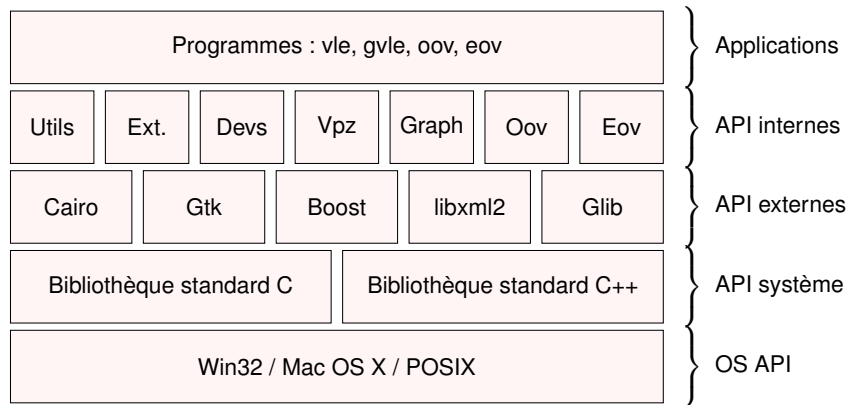 Programmes : vle, gvle, oov, eov
Applications
Utils Ext. Devs Vpz Graph Oov Eov
API internes
Cairo Gtk Boost libxml2 Glib
API externes
Bibliothèque standard C Bibliothèque standard C++
API système
Win32 / Mac OS X / POSIX
OS API